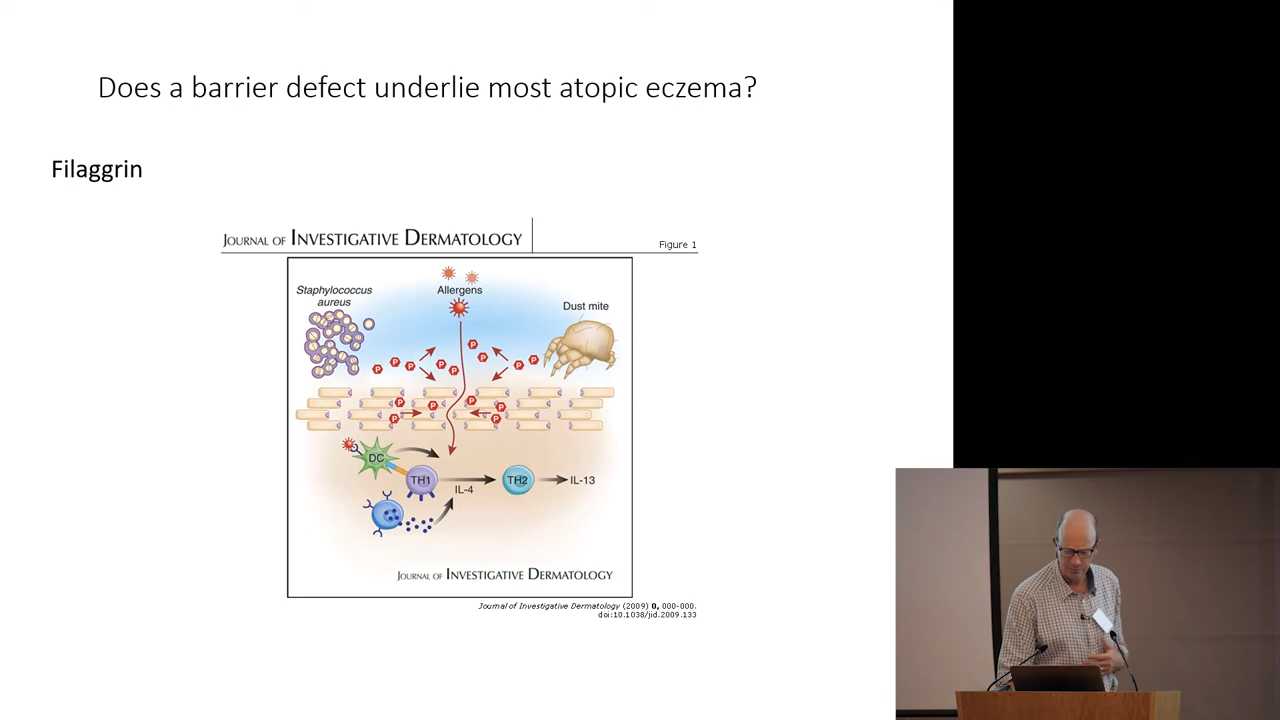 Does a barrier defect underlie most atopic eczema?
Filaggrin
JOURNAL OF INVESTIGATIVE DERMATOLOGY
Figure 1
Staphylococcus
aureus
Allergens
Dust mite
P P P P P P P P P
P P P P P P
DC
TH1
IL-4
TH2
IL-13
JOURNAL OF INVESTIGATIVE DERMATOLOGY
Journal of Investigative Dermatology (2009) 0, 000-000.
doi:10.1038/jid.2009.133